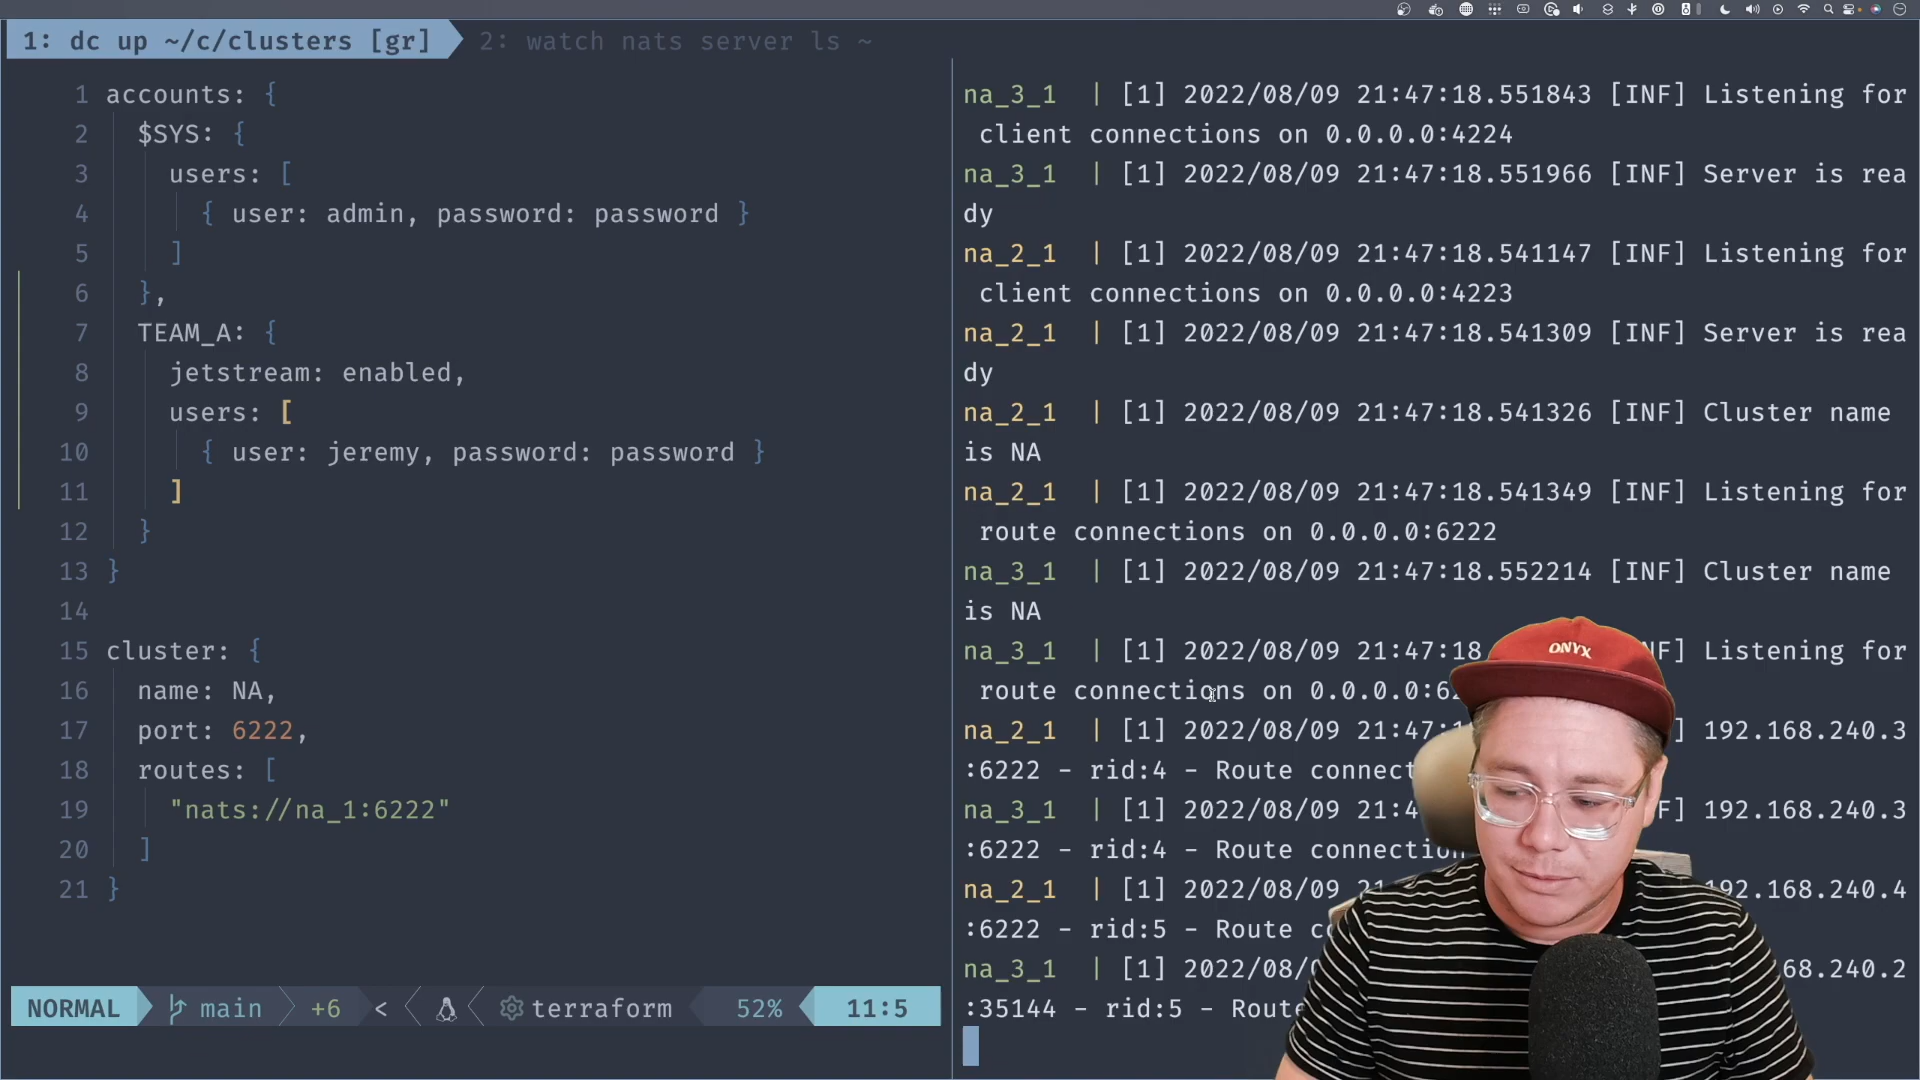 1: dc up ~/c/clusters [gr]
2: watch nats server ls ~
1 accounts: {
2 $SYS: {
3 users: [
4 { user: admin, password: password }
5 ]
6 },
7 TEAM_A: {
8 jetstream: enabled,
9 users: [
10 { user: jeremy, password: password }
11 ]
12 }
13 }
14
15 cluster: {
16 name: NA,
17 port: 6222,
18 routes: [
19 "nats://na_1:6222"
20 ]
21 }
NORMAL main +6 < terraform 52% 11:5
na_3_1 | [1] 2022/08/09 21:47:18.551843 [INF] Listening for
client connections on 0.0.0.0:4224
na_3_1 | [1] 2022/08/09 21:47:18.551966 [INF] Server is rea
dy
na_2_1 | [1] 2022/08/09 21:47:18.541147 [INF] Listening for
client connections on 0.0.0.0:4223
na_2_1 | [1] 2022/08/09 21:47:18.541309 [INF] Server is rea
dy
na_2_1 | [1] 2022/08/09 21:47:18.541326 [INF] Cluster name
is NA
na_2_1 | [1] 2022/08/09 21:47:18.541349 [INF] Listening for
route connections on 0.0.0.0:6222
na_3_1 | [1] 2022/08/09 21:47:18.552214 [INF] Cluster name
is NA
na_3_1 | [1] 2022/08/09 21:47:18 Listening for
route connections on 0.0.0.0:62
na_2_1 | [1] 2022/08/09 21:47:1 ] 192.168.240.3
:6222 - rid:4 - Route connect
na_3_1 | [1] 2022/08/09 21:4 192.168.240.3
:6222 - rid:4 - Route connection
na_2_1 | [1] 2022/08/09 192.168.240.4
:6222 - rid:5 - Route
na_3_1 | [1] 2022/08/ 68.240.2
:35144 - rid:5 - Route
ONYX